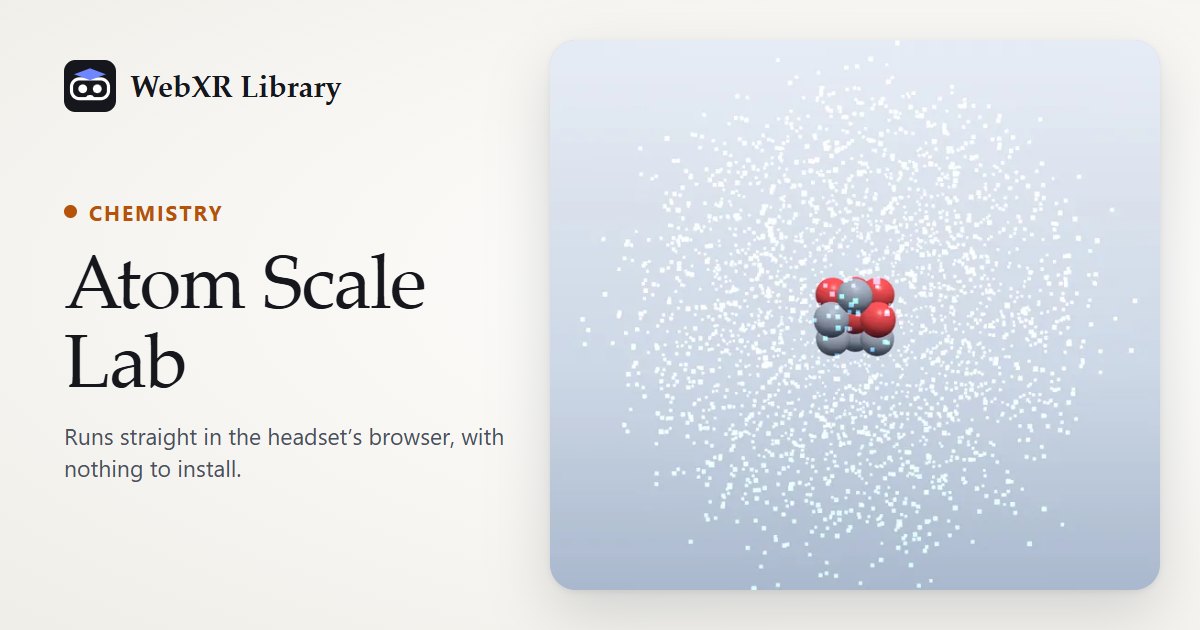 WebXR Library
CHEMISTRY
Atom Scale
Lab
Runs straight in the headset’s browser, with
nothing to install.